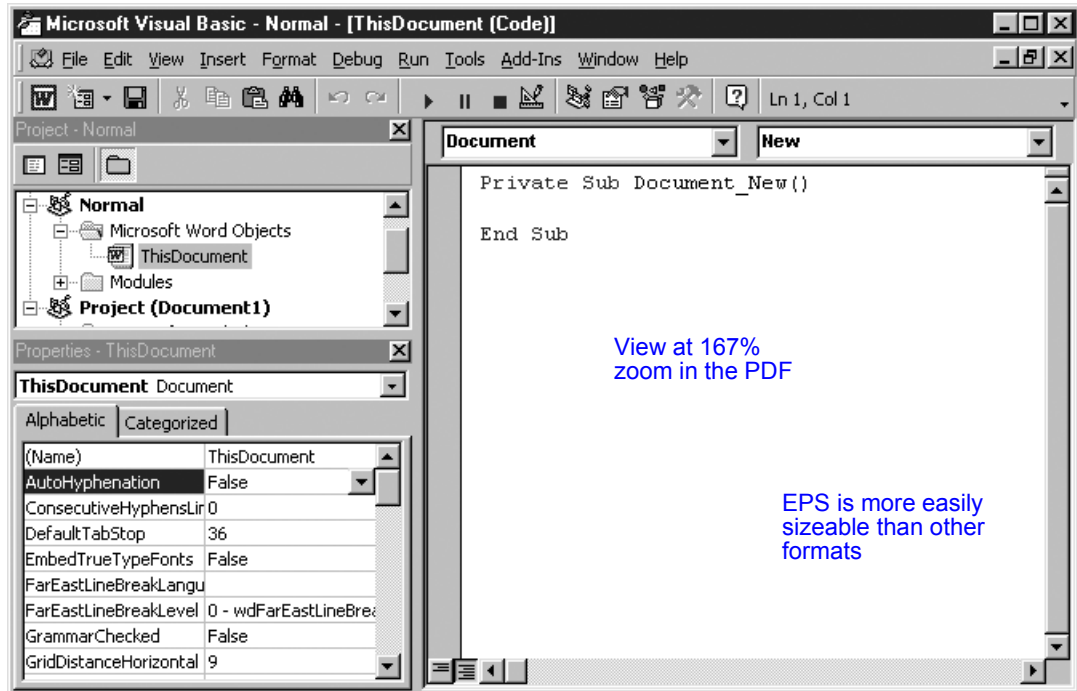 Microsoft Visual Basic - Normal - [ThisDocument (Code)]
File Edit View Insert Format Debug Run Tools Add-Ins Window Help
Ln 1, Col 1
Project - Normal
Normal
Microsoft Word Objects
ThisDocument
Modules
Project (Document1)
Properties - ThisDocument
ThisDocument Document
Alphabetic Categorized
(Name) ThisDocument
AutoHyphenation False
ConsecutiveHyphensLir 0
DefaultTabStop 36
EmbedTrueTypeFonts False
FarEastLineBreakLangu
FarEastLineBreakLevel 0 - wdFarEastLineBrea
GrammarChecked False
GridDistanceHorizontal 9
Document New
Private Sub Document_New()
End Sub
View at 167%
zoom in the PDF
EPS is more easily
sizeable than other
formats